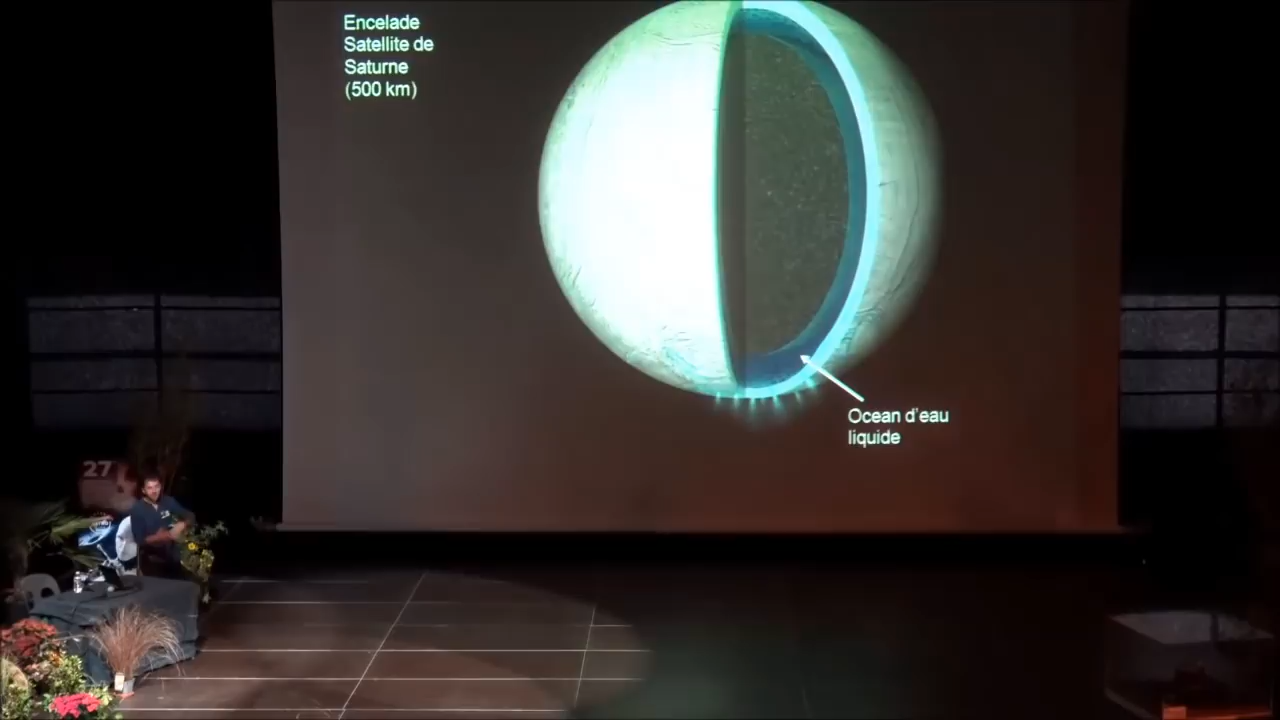 Encelade
Satellite de
Saturne
(500 km)
Ocean d'eau
liquide
27